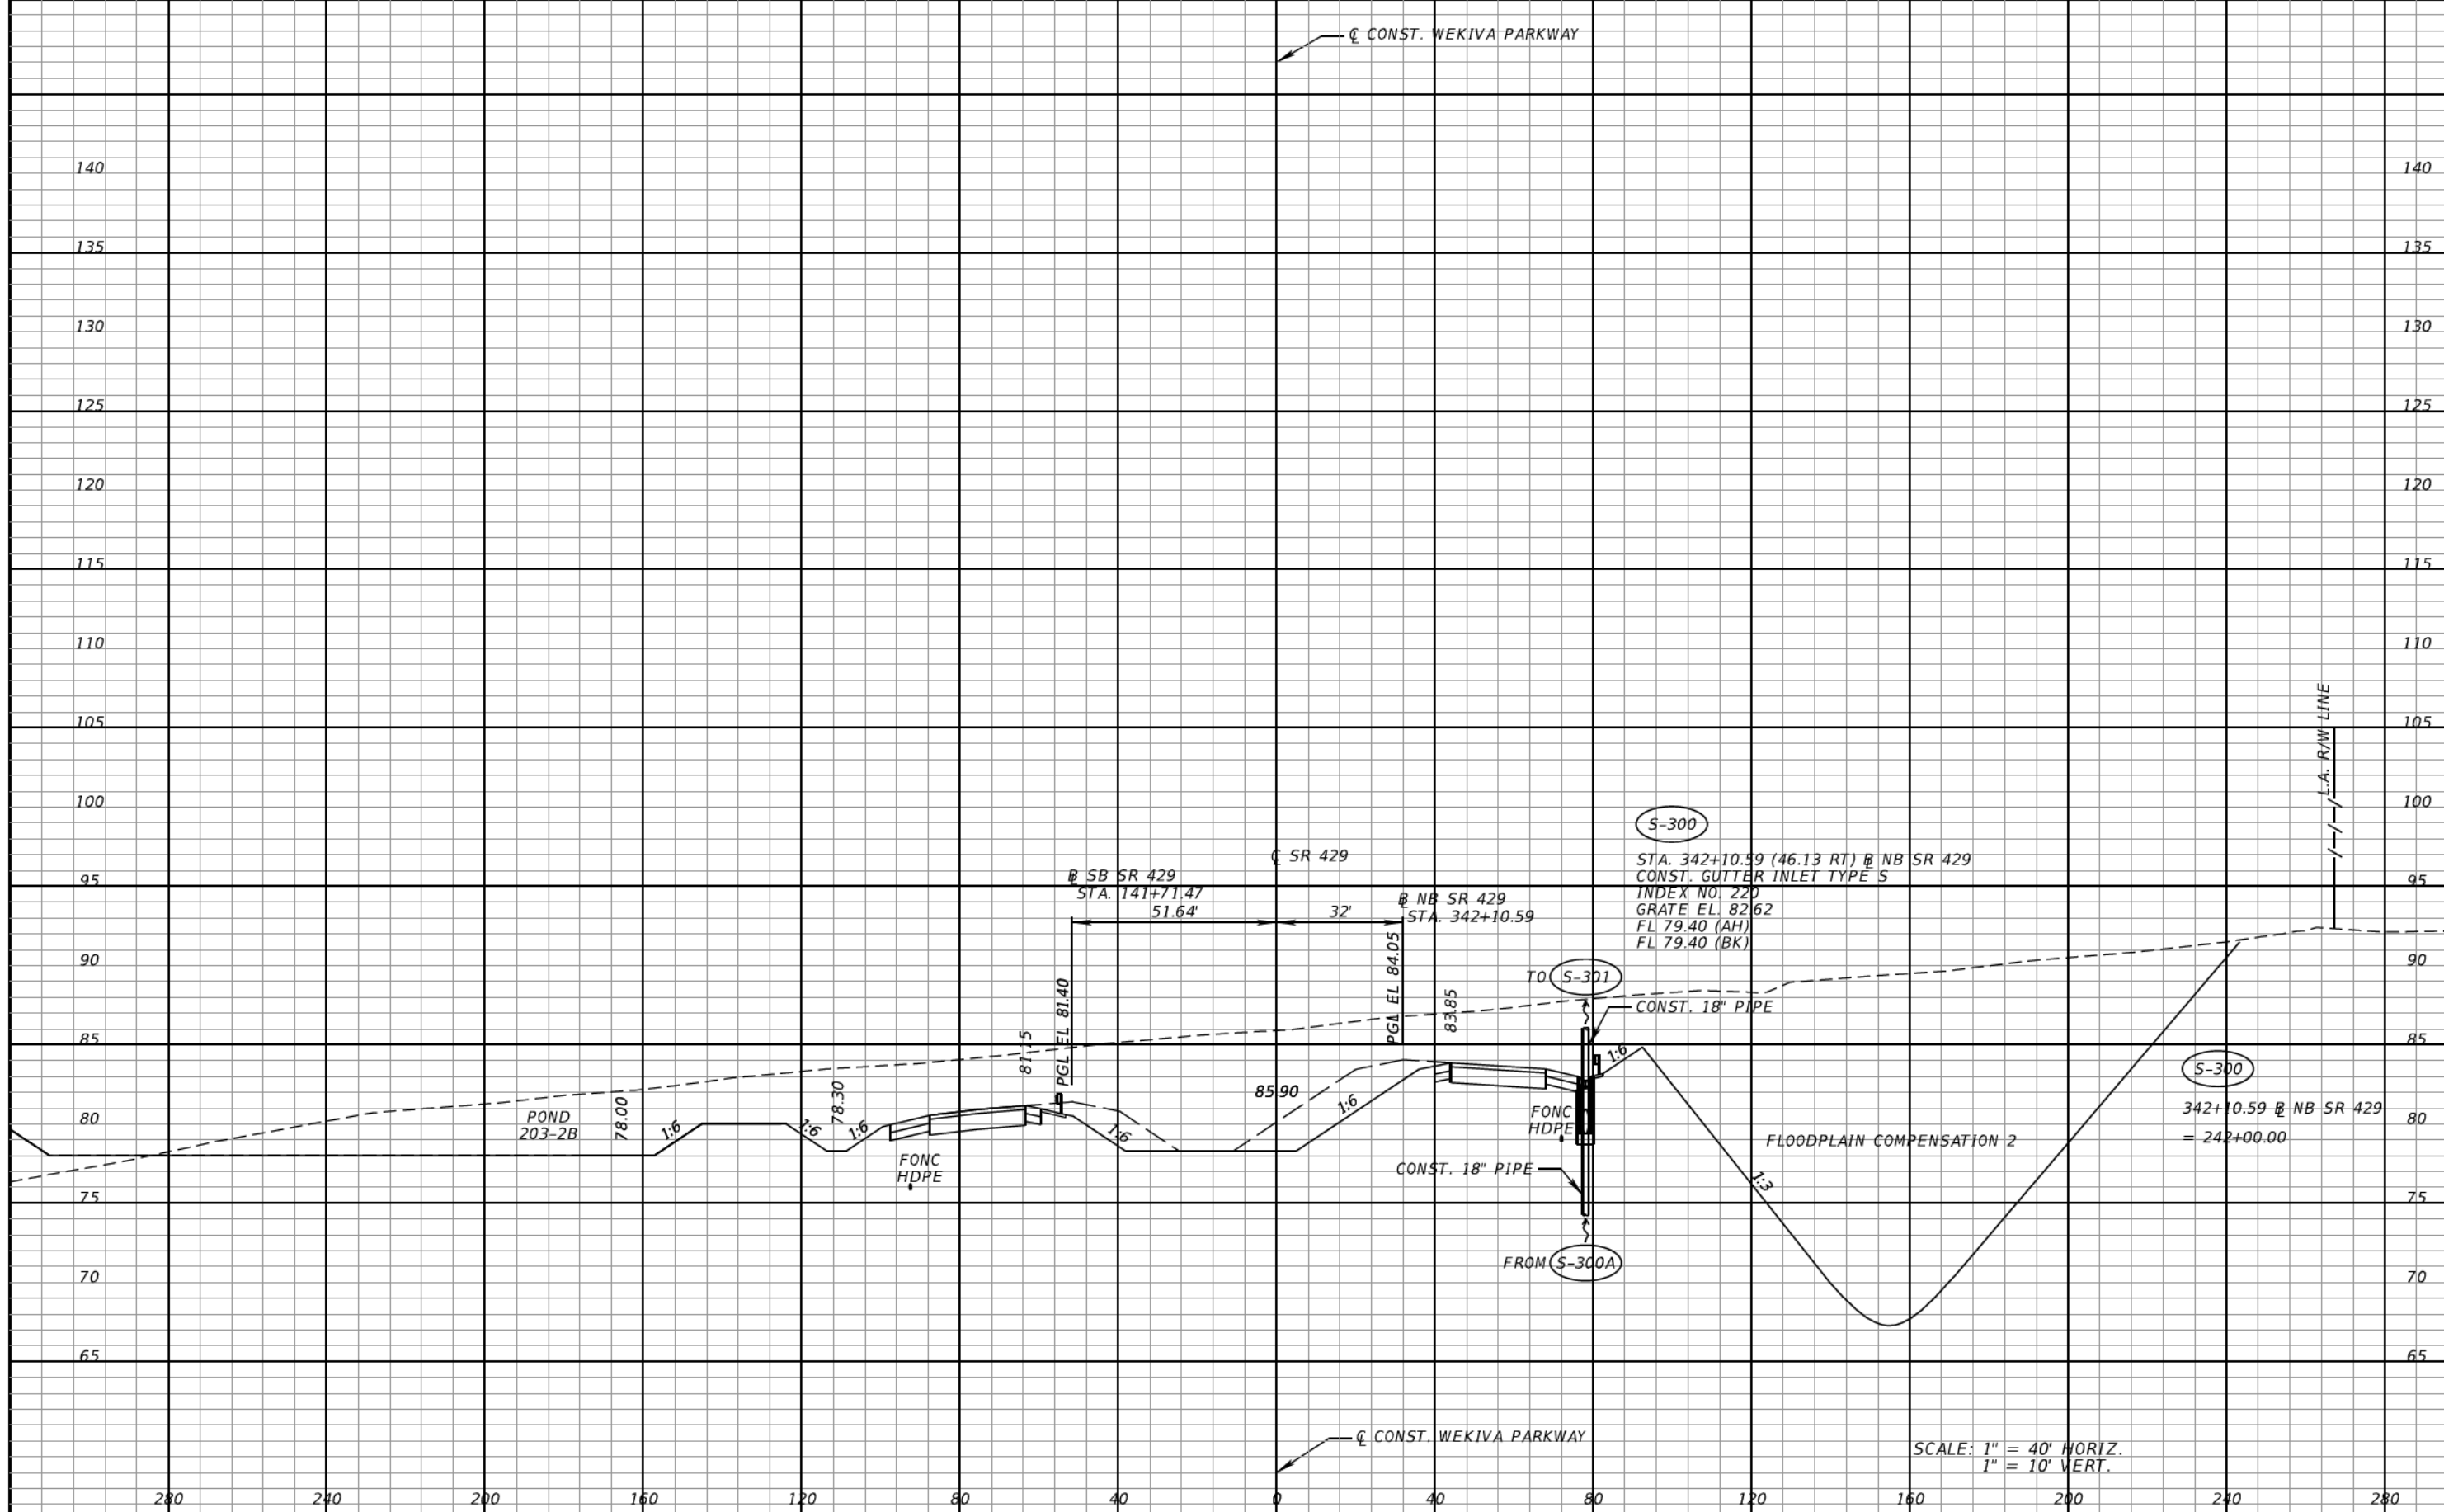 ℄ CONST. WEKIVA PARKWAY
140 140
135 135
130 130
125 125
120 120
115 115
110 110
105 105
L.A. R/W LINE
100 100
S-300
℄ SR 429
STA. 342+10.59 (46.13 RT) ⅊ NB SR 429
CONST. GUTTER INLET TYPE S
INDEX NO. 220
GRATE EL. 82.62
FL 79.40 (AH)
FL 79.40 (BK)
⅊ SB SR 429
STA. 141+71.47
51.64'
32'
⅊ NB SR 429
STA. 342+10.59
95 95
90 90
TO S-301
CONST. 18" PIPE
PGL EL 84.05
83.85
PGL EL 81.40
81.15
85 85
S-300
342+10.59 ⅊ NB SR 429
= 242+00.00
85.90
80 80
POND
203-2B
78.00
1:6
1:6
78.30
1:6
1:6
1:6
1:6
FONC
HDPE
FONC
HDPE
FLOODPLAIN COMPENSATION 2
CONST. 18" PIPE
1:3
75 75
FROM S-300A
70 70
65 65
℄ CONST. WEKIVA PARKWAY
SCALE: 1" = 40' HORIZ.
1" = 10' VERT.
280 240 200 160 120 80 40 0 40 80 120 160 200 240 280